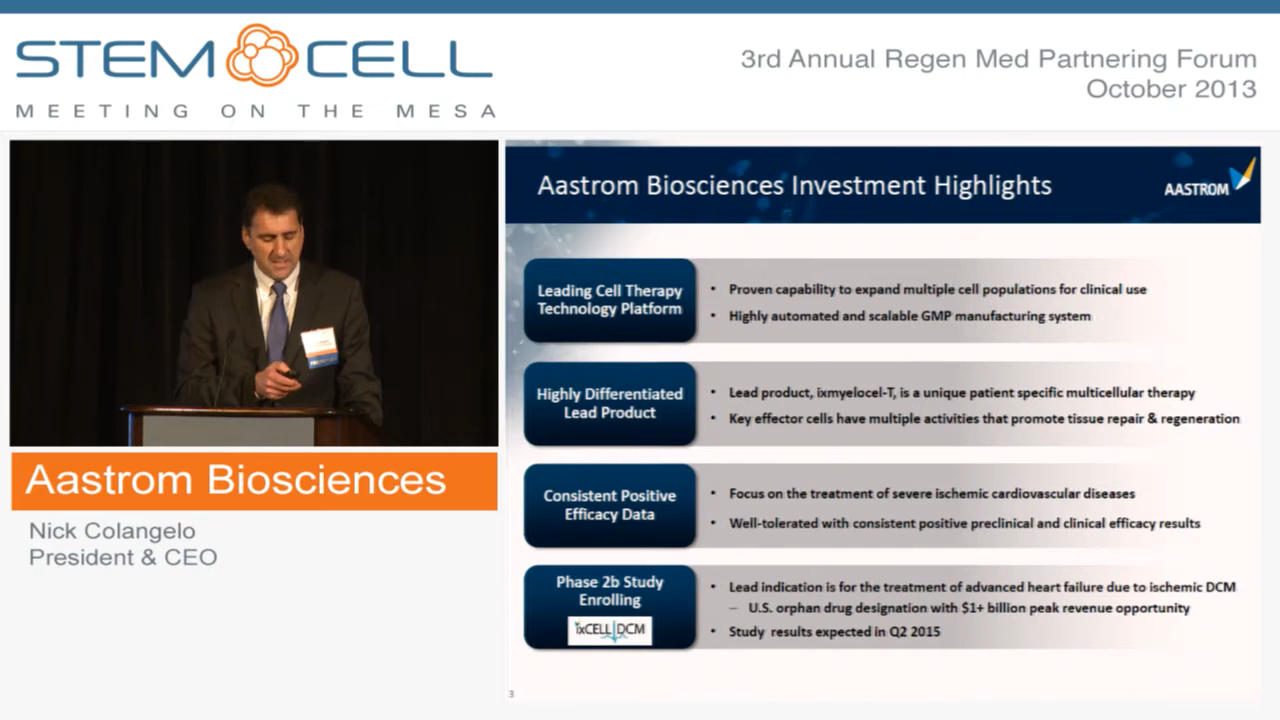 STEM CELL
MEETING ON THE MESA
3rd Annual Regen Med Partnering Forum
October 2013
Aastrom Biosciences
Nick Colangelo
President & CEO
Aastrom Biosciences Investment Highlights
AASTROM
Leading Cell Therapy
Technology Platform
• Proven capability to expand multiple cell populations for clinical use
• Highly automated and scalable GMP manufacturing system
Highly Differentiated
Lead Product
• Lead product, ixmyelocel-T, is a unique patient specific multicellular therapy
• Key effector cells have multiple activities that promote tissue repair & regeneration
Consistent Positive
Efficacy Data
• Focus on the treatment of severe ischemic cardiovascular diseases
• Well-tolerated with consistent positive preclinical and clinical efficacy results
Phase 2b Study
Enrolling
ixCELL DCM
• Lead indication is for the treatment of advanced heart failure due to ischemic DCM
– U.S. orphan drug designation with $1+ billion peak revenue opportunity
• Study results expected in Q2 2015
3